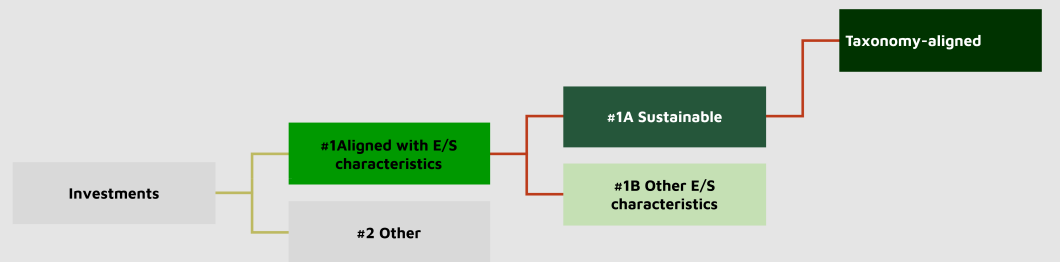 Taxonomy-aligned
#1A Sustainable
#1Aligned with E/S
characteristics
#1B Other E/S
characteristics
Investments
#2 Other